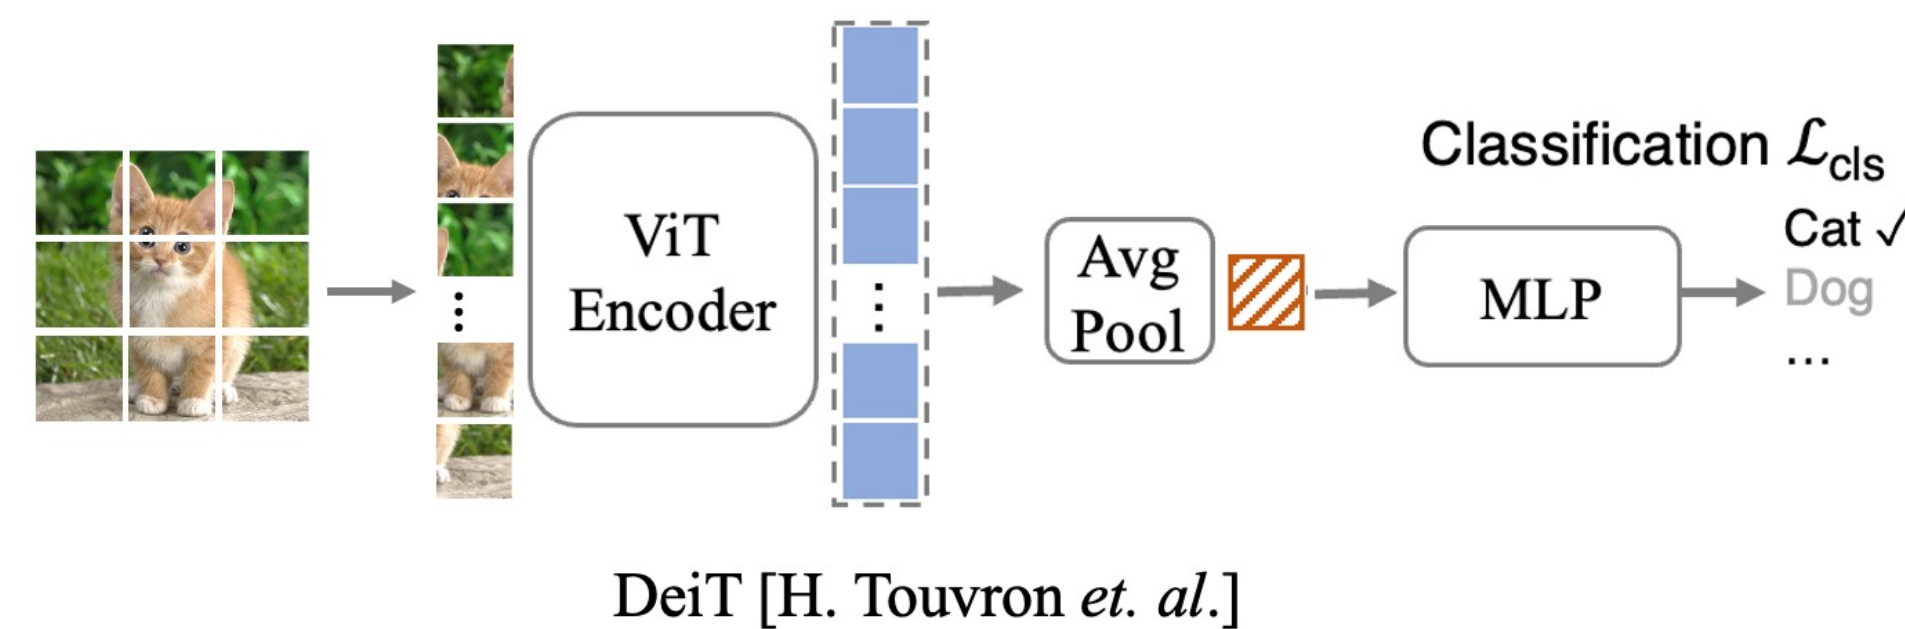 ViT
Encoder
Avg
Pool
MLP
Classification ℒcls
Cat ✓
Dog
...
DeiT [H. Touvron et. al.]